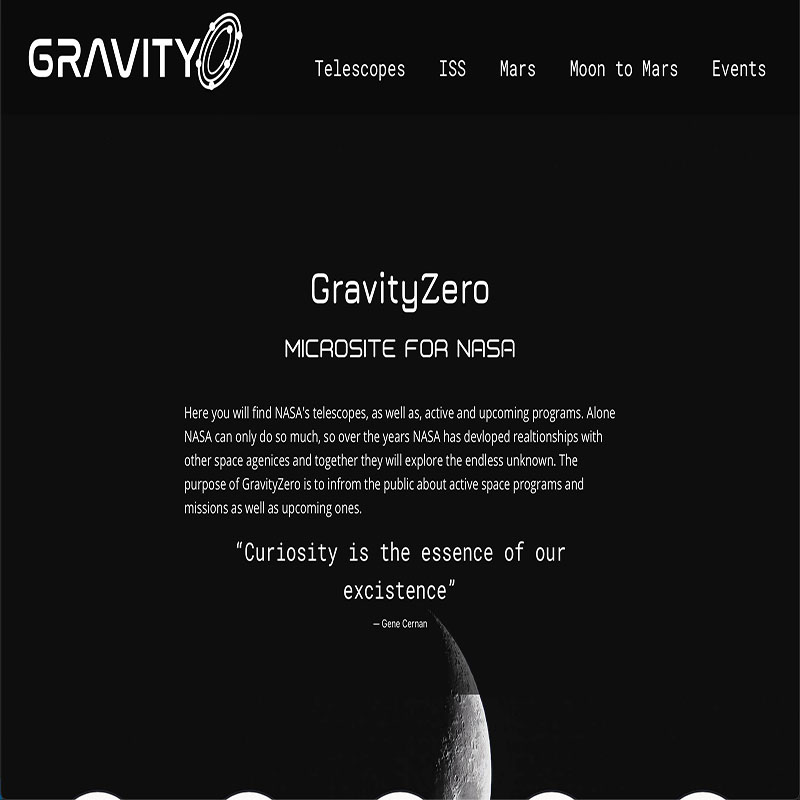 GRAVITY0
Telescopes ISS Mars Moon to Mars Events
GravityZero
MICROSITE FOR NASA
Here you will find NASA's telescopes, as well as, active and upcoming programs. Alone
NASA can only do so much, so over the years NASA has devloped realtionships with
other space agenices and together they will explore the endless unknown. The
purpose of GravityZero is to infrom the public about active space programs and
missions as well as upcoming ones.
“Curiosity is the essence of our
excistence”
— Gene Cernan